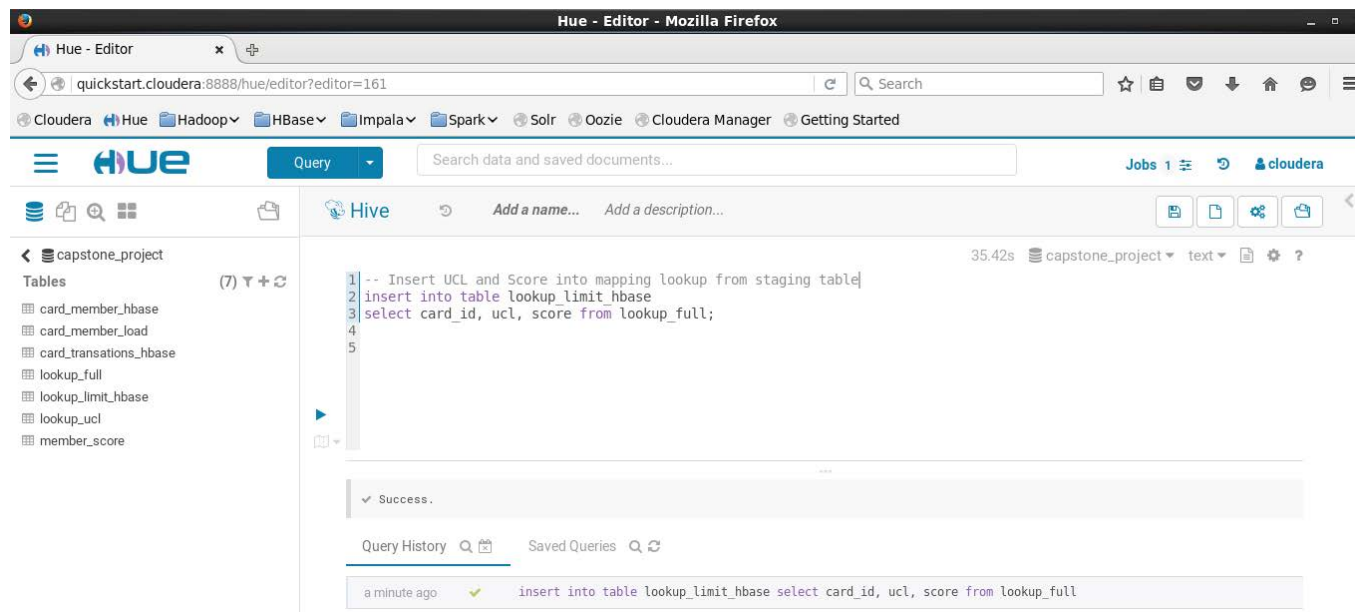 Hue - Editor - Mozilla Firefox
Hue - Editor
quickstart.cloudera:8888/hue/editor?editor=161
Search
Cloudera Hue Hadoop HBase Impala Spark Solr Oozie Cloudera Manager Getting Started
HUE Query Search data and saved documents... Jobs 1 cloudera
Hive Add a name... Add a description...
capstone_project
35.42s capstone_project text ?
Tables (7)
card_member_hbase
card_member_load
card_transations_hbase
lookup_full
lookup_limit_hbase
lookup_ucl
member_score
1 -- Insert UCL and Score into mapping lookup from staging table
2 insert into table lookup_limit_hbase
3 select card_id, ucl, score from lookup_full;
4
5
Success.
Query History Saved Queries
a minute ago insert into table lookup_limit_hbase select card_id, ucl, score from lookup_full